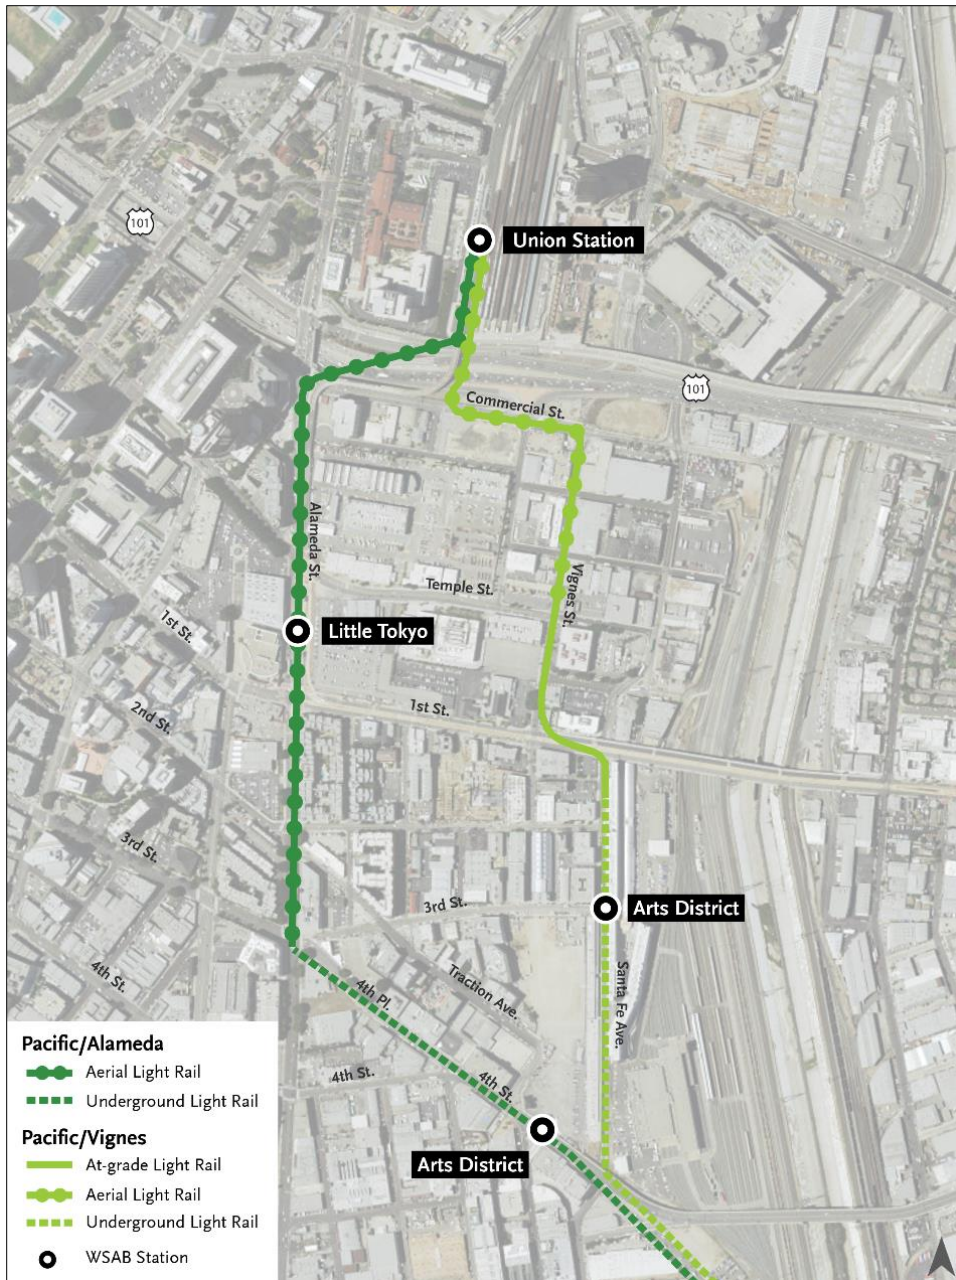 101
Union Station
101
Commercial St.
Alameda St.
Temple St.
Vignes St.
1st St.
Little Tokyo
2nd St.
1st St.
3rd St.
3rd St.
Arts District
4th St.
4th Pl.
Traction Ave.
Santa Fe Ave.
4th St.
4th St.
Arts District
Pacific/Alameda
Aerial Light Rail
Underground Light Rail
Pacific/Vignes
At-grade Light Rail
Aerial Light Rail
Underground Light Rail
WSAB Station